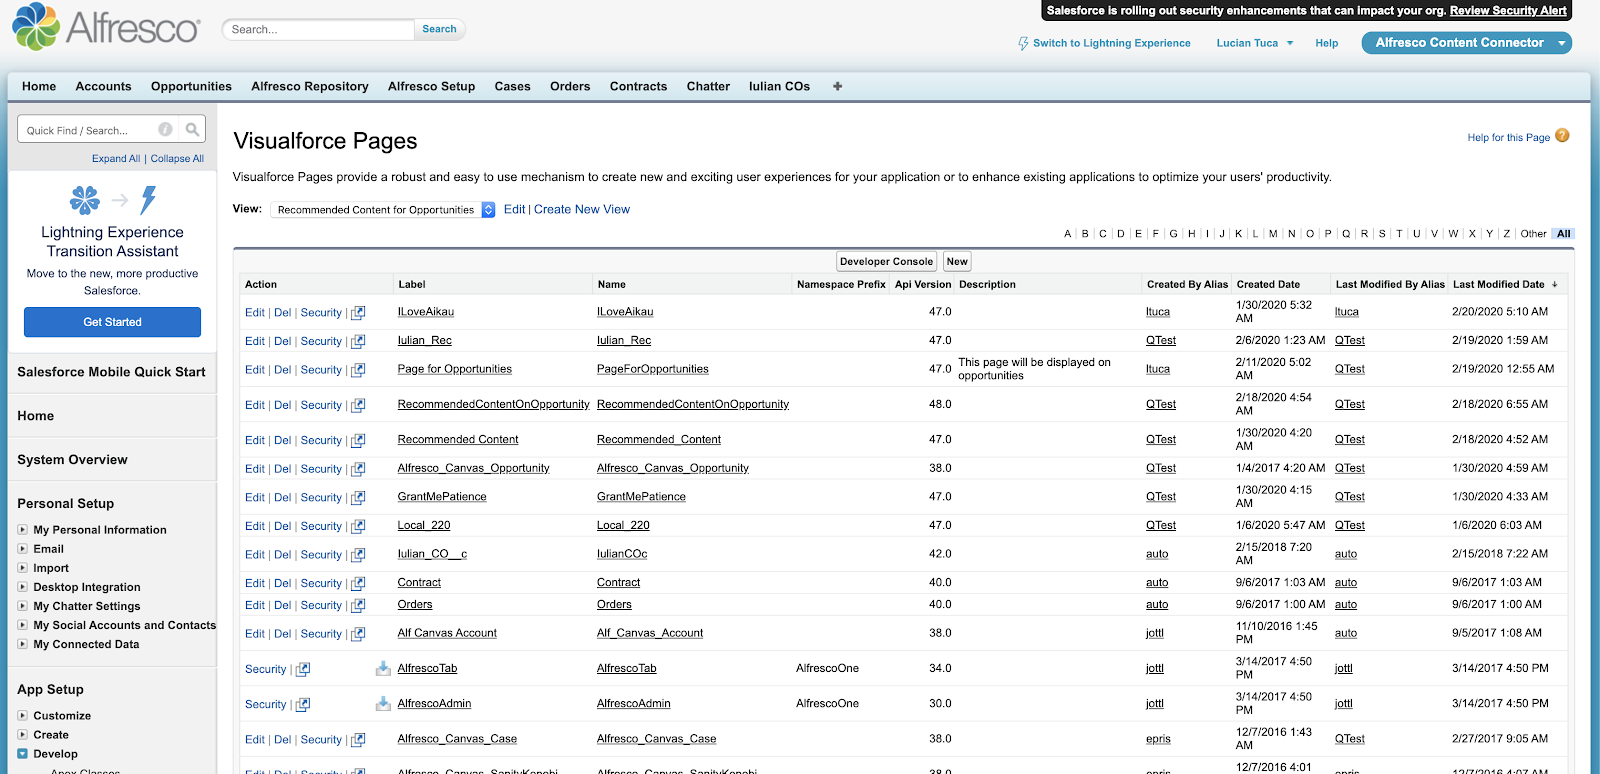 Salesforce is rolling out security enhancements that can impact your org. Review Security Alert
Alfresco
Search...
Search
Switch to Lightning Experience
Lucian Tuca
Help
Alfresco Content Connector
Home Accounts Opportunities Alfresco Repository Alfresco Setup Cases Orders Contracts Chatter Iulian COs +
Quick Find / Search...
Expand All | Collapse All
Lightning Experience
Transition Assistant
Move to the new, more productive
Salesforce.
Get Started
Salesforce Mobile Quick Start
Home
System Overview
Personal Setup
My Personal Information
Email
Import
Desktop Integration
My Chatter Settings
My Social Accounts and Contacts
My Connected Data
App Setup
Customize
Create
Develop
Apex Classes
Visualforce Pages
Help for this Page ?
Visualforce Pages provide a robust and easy to use mechanism to create new and exciting user experiences for your application or to enhance existing applications to optimize your users' productivity.
View: Recommended Content for Opportunities Edit | Create New View
A | B | C | D | E | F | G | H | I | J | K | L | M | N | O | P | Q | R | S | T | U | V | W | X | Y | Z | Other | All
Developer Console New
Action Label Name Namespace Prefix Api Version Description Created By Alias Created Date Last Modified By Alias Last Modified Date
Edit | Del | Security | ILoveAikau ILoveAikau 47.0 ltuca 1/30/2020 5:32 AM ltuca 2/20/2020 5:10 AM
Edit | Del | Security | Iulian_Rec Iulian_Rec 47.0 QTest 2/6/2020 1:23 AM QTest 2/19/2020 1:59 AM
Edit | Del | Security | Page for Opportunities PageForOpportunities 47.0 This page will be displayed on opportunities ltuca 2/11/2020 5:02 AM QTest 2/19/2020 12:55 AM
Edit | Del | Security | RecommendedContentOnOpportunity RecommendedContentOnOpportunity 48.0 QTest 2/18/2020 4:54 AM QTest 2/18/2020 6:55 AM
Edit | Del | Security | Recommended Content Recommended_Content 47.0 QTest 1/30/2020 4:20 AM QTest 2/18/2020 4:52 AM
Edit | Del | Security | Alfresco_Canvas_Opportunity Alfresco_Canvas_Opportunity 38.0 QTest 1/4/2017 4:20 AM QTest 1/30/2020 4:59 AM
Edit | Del | Security | GrantMePatience GrantMePatience 47.0 QTest 1/30/2020 4:15 AM QTest 1/30/2020 4:33 AM
Edit | Del | Security | Local_220 Local_220 47.0 QTest 1/6/2020 5:47 AM QTest 1/6/2020 6:03 AM
Edit | Del | Security | Iulian_CO__c IulianCOc 42.0 auto 2/15/2018 7:20 AM auto 2/15/2018 7:22 AM
Edit | Del | Security | Contract Contract 40.0 auto 9/6/2017 1:03 AM auto 9/6/2017 1:03 AM
Edit | Del | Security | Orders Orders 40.0 auto 9/6/2017 1:00 AM auto 9/6/2017 1:00 AM
Edit | Del | Security | Alf Canvas Account Alf_Canvas_Account 38.0 jottl 11/10/2016 1:45 PM auto 9/5/2017 1:08 AM
Security | AlfrescoTab AlfrescoTab AlfrescoOne 34.0 jottl 3/14/2017 4:50 PM jottl 3/14/2017 4:50 PM
Security | AlfrescoAdmin AlfrescoAdmin AlfrescoOne 30.0 jottl 3/14/2017 4:50 PM jottl 3/14/2017 4:50 PM
Edit | Del | Security | Alfresco_Canvas_Case Alfresco_Canvas_Case 38.0 epris 12/7/2016 1:43 AM QTest 2/27/2017 9:05 AM
Edit | Del | Security | Alfresco_Canvas_SanityKenobi Alfresco_Canvas_SanityKenobi 38.0 epris 12/7/2016 4:01 epris 12/7/2016 4:07 AM